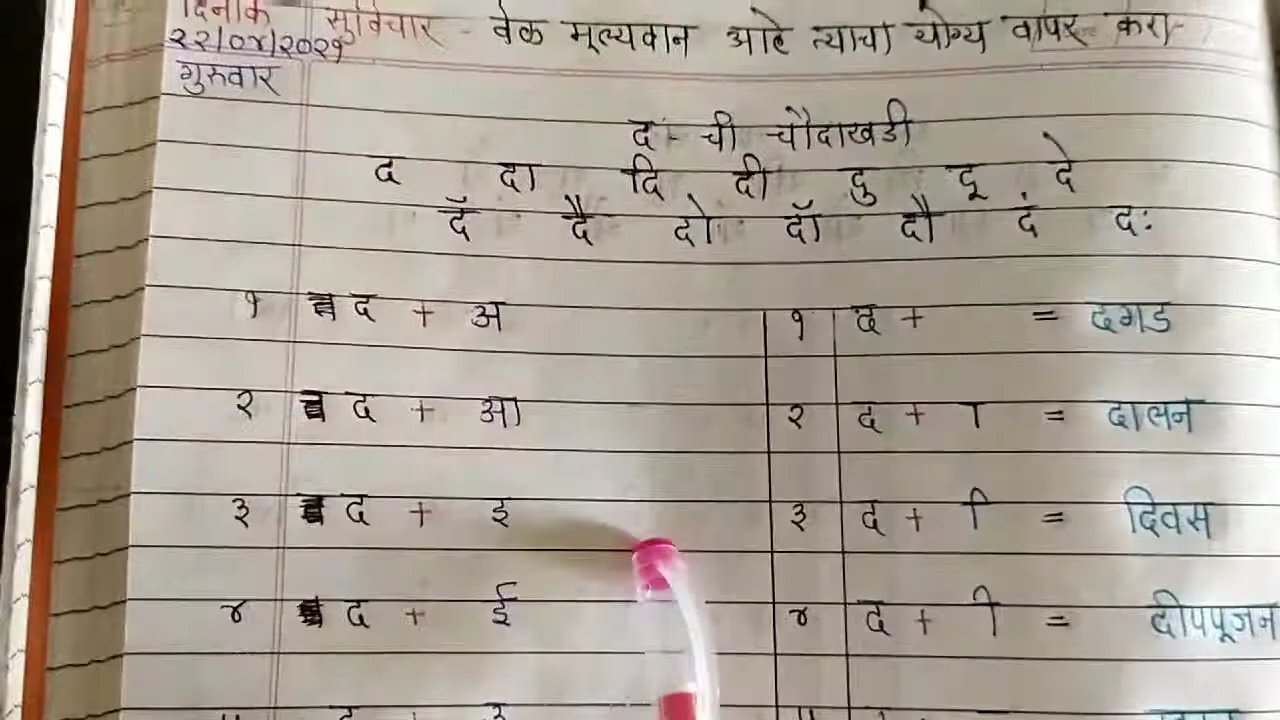 दिनांक सुविचार - वेळ मूल्यवान आहे त्याचा योग्य वापर करा
२२/०४/२०२१
गुरुवार
द - ची चौदाखडी
द दा दि दी दु दू दे
दॅ दै दो दॉ दौ दं दः
१ द + अ १ द + = दगड
२ द + आ २ द + ा = दालन
३ द + इ ३ द + ि = दिवस
४ द + ई ४ द + ी = दीपपूजन